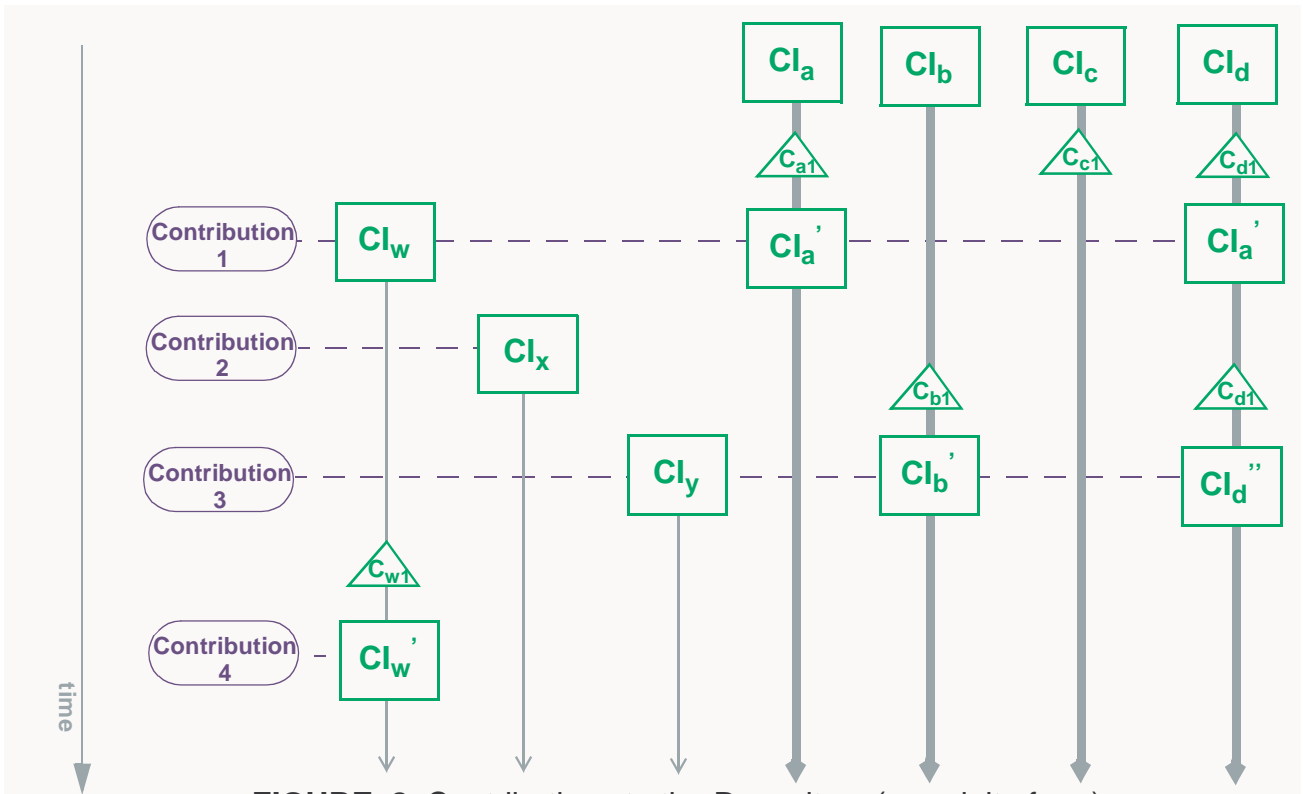 CIa CIb CIc CId
Ca1 Cc1 Cd1
Contribution
1
CIw CIa’ CIa’
Contribution
2
CIx
Cb1 Cd1
Contribution
3
CIy CIb’ CId’’
Cw1
Contribution
4
CIw’
time